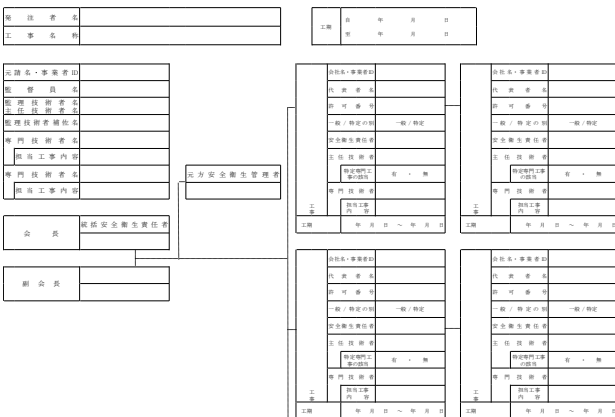 発注者名
工事名称
工期
自 年 月 日
至 年 月 日
元請名・事業者ID
監督員名
監理技術者名
主任技術者名
監理技術者補佐名
専門技術者名
担当工事内容
専門技術者名
担当工事内容
会長
統括安全衛生責任者
副会長
元方安全衛生管理者
会社名・事業者ID
代表者名
許可番号
一般 / 特定の別 一般 / 特定
安全衛生責任者
主任技術者
特定専門工事の該当 有 ・ 無
専門技術者
担当工事内容
工事
工期 年 月 日 ～ 年 月 日
会社名・事業者ID
代表者名
許可番号
一般 / 特定の別 一般 / 特定
安全衛生責任者
主任技術者
特定専門工事の該当 有 ・ 無
専門技術者
担当工事内容
工事
工期 年 月 日 ～ 年 月 日
会社名・事業者ID
代表者名
許可番号
一般 / 特定の別 一般 / 特定
安全衛生責任者
主任技術者
特定専門工事の該当 有 ・ 無
専門技術者
担当工事内容
工事
工期 年 月 日 ～ 年 月 日
会社名・事業者ID
代表者名
許可番号
一般 / 特定の別 一般 / 特定
安全衛生責任者
主任技術者
特定専門工事の該当 有 ・ 無
専門技術者
担当工事内容
工事
工期 年 月 日 ～ 年 月 日